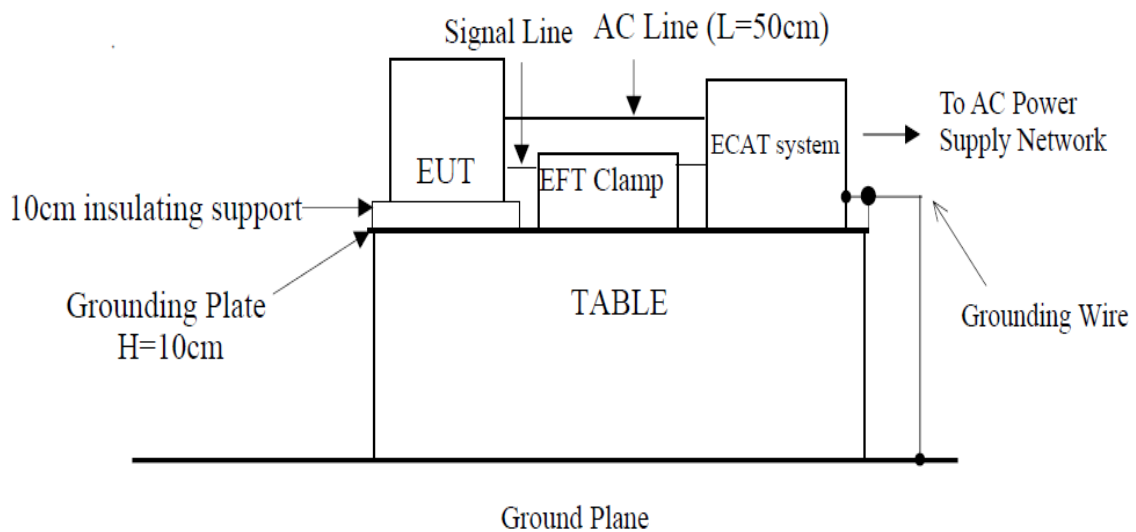 Signal Line
AC Line (L=50cm)
To AC Power
Supply Network
ECAT system
EUT
EFT Clamp
10cm insulating support
Grounding Plate
H=10cm
TABLE
Grounding Wire
Ground Plane